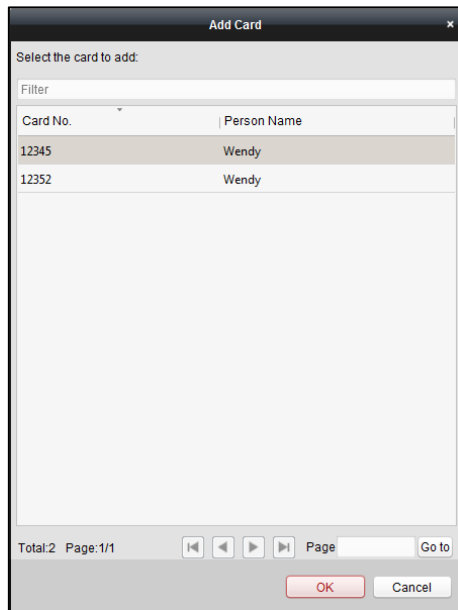 Add Card ×
Select the card to add:
Filter
Card No. Person Name
12345 Wendy
12352 Wendy
Total:2 Page:1/1 Page Go to
OK Cancel